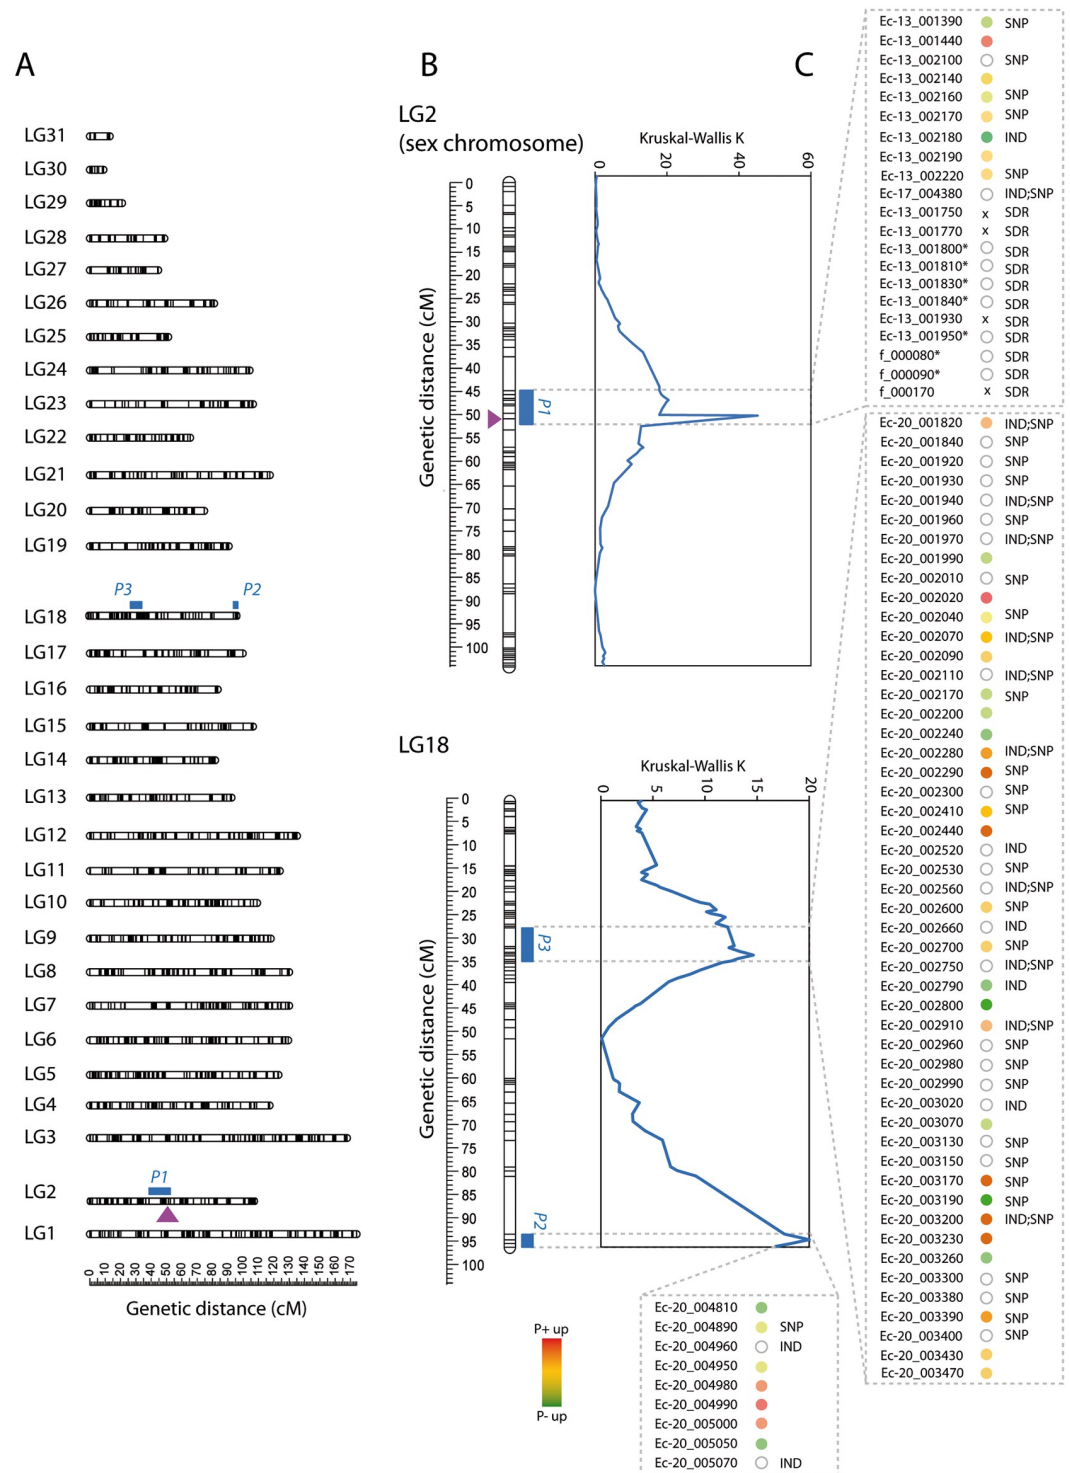 A
LG31
LG30
LG29
LG28
LG27
LG26
LG25
LG24
LG23
LG22
LG21
LG20
LG19
P3 P2
LG18
LG17
LG16
LG15
LG14
LG13
LG12
LG11
LG10
LG9
LG8
LG7
LG6
LG5
LG4
LG3
P1
LG2
LG1
0 10 20 30 40 50 60 70 80 90 100 110 120 130 140 150 160 170
Genetic distance (cM)
B
LG2
(sex chromosome)
Kruskal-Wallis K
0 20 40 60
Genetic distance (cM)
0
5
10
15
20
25
30
35
40
45
50
55
60
65
70
75
80
85
90
95
100
P1
LG18
Kruskal-Wallis K
0 5 10 15 20
Genetic distance (cM)
0
5
10
15
20
25
30
35
40
45
50
55
60
65
70
75
80
85
90
95
100
P3
P2
P+ up
P- up
C
Ec-13_001390 SNP
Ec-13_001440
Ec-13_002100 SNP
Ec-13_002140
Ec-13_002160 SNP
Ec-13_002170 SNP
Ec-13_002180 IND
Ec-13_002190
Ec-13_002220 SNP
Ec-17_004380 IND;SNP
Ec-13_001750 x SDR
Ec-13_001770 x SDR
Ec-13_001800* SDR
Ec-13_001810* SDR
Ec-13_001830* SDR
Ec-13_001840* SDR
Ec-13_001930 x SDR
Ec-13_001950* SDR
f_000080* SDR
f_000090* SDR
f_000170 x SDR
Ec-20_001820 IND;SNP
Ec-20_001840 SNP
Ec-20_001920 SNP
Ec-20_001930 SNP
Ec-20_001940 IND;SNP
Ec-20_001960 SNP
Ec-20_001970 IND;SNP
Ec-20_001990
Ec-20_002010 SNP
Ec-20_002020
Ec-20_002040 SNP
Ec-20_002070 IND;SNP
Ec-20_002090
Ec-20_002110 IND;SNP
Ec-20_002170 SNP
Ec-20_002200
Ec-20_002240
Ec-20_002280 IND;SNP
Ec-20_002290 SNP
Ec-20_002300 SNP
Ec-20_002410 SNP
Ec-20_002440
Ec-20_002520 IND
Ec-20_002530 SNP
Ec-20_002560 IND;SNP
Ec-20_002600 SNP
Ec-20_002660 IND
Ec-20_002700 SNP
Ec-20_002750 IND;SNP
Ec-20_002790 IND
Ec-20_002800
Ec-20_002910 IND;SNP
Ec-20_002960 SNP
Ec-20_002980 SNP
Ec-20_002990 SNP
Ec-20_003020 IND
Ec-20_003070
Ec-20_003130 SNP
Ec-20_003150 SNP
Ec-20_003170 SNP
Ec-20_003190 SNP
Ec-20_003200 IND;SNP
Ec-20_003230
Ec-20_003260
Ec-20_003300 SNP
Ec-20_003380 SNP
Ec-20_003390 SNP
Ec-20_003400 SNP
Ec-20_003430
Ec-20_003470
Ec-20_004810
Ec-20_004890 SNP
Ec-20_004960 IND
Ec-20_004950
Ec-20_004980
Ec-20_004990
Ec-20_005000
Ec-20_005050
Ec-20_005070 IND